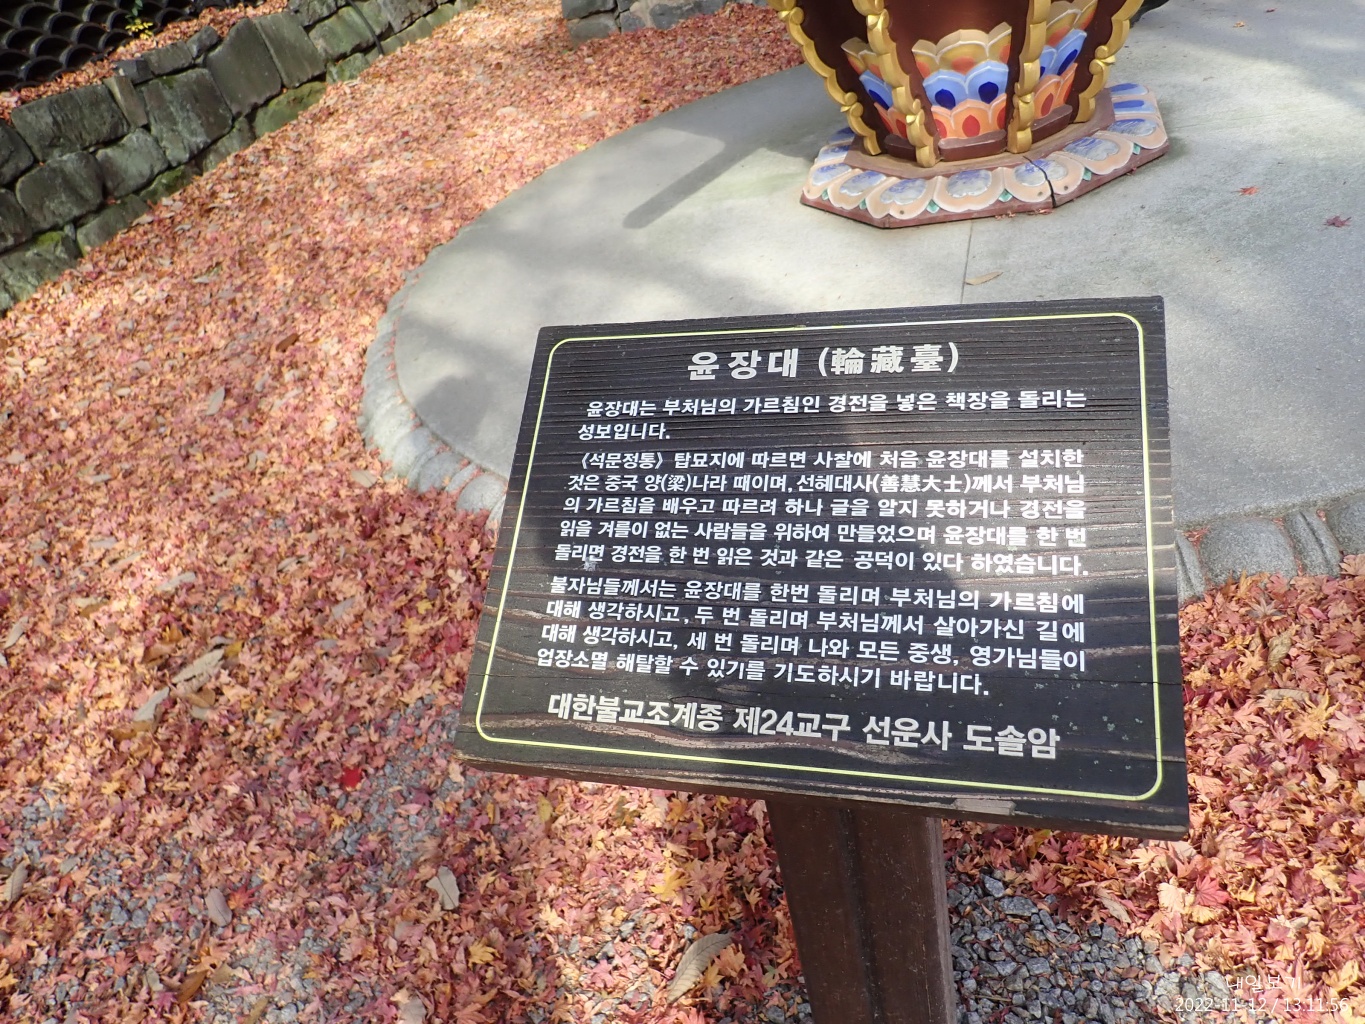 윤장대 (輪藏臺)
윤장대는 부처님의 가르침인 경전을 넣은 책장을 돌리는
성보입니다.
〈석문정통〉 탑묘지에 따르면 사찰에 처음 윤장대를 설치한
것은 중국 양(梁)나라 때이며, 선혜대사(善慧大士)께서 부처님
의 가르침을 배우고 따르려 하나 글을 알지 못하거나 경전을
읽을 겨를이 없는 사람들을 위하여 만들었으며 윤장대를 한 번
돌리면 경전을 한 번 읽은 것과 같은 공덕이 있다 하였습니다.
불자님들께서는 윤장대를 한번 돌리며 부처님의 가르침에
대해 생각하시고, 두 번 돌리며 부처님께서 살아가신 길에
대해 생각하시고, 세 번 돌리며 나와 모든 중생, 영가님들이
업장소멸 해탈할 수 있기를 기도하시기 바랍니다.
대한불교조계종 제24교구 선운사 도솔암
내일보기
2022-11-12 / 13:11:56